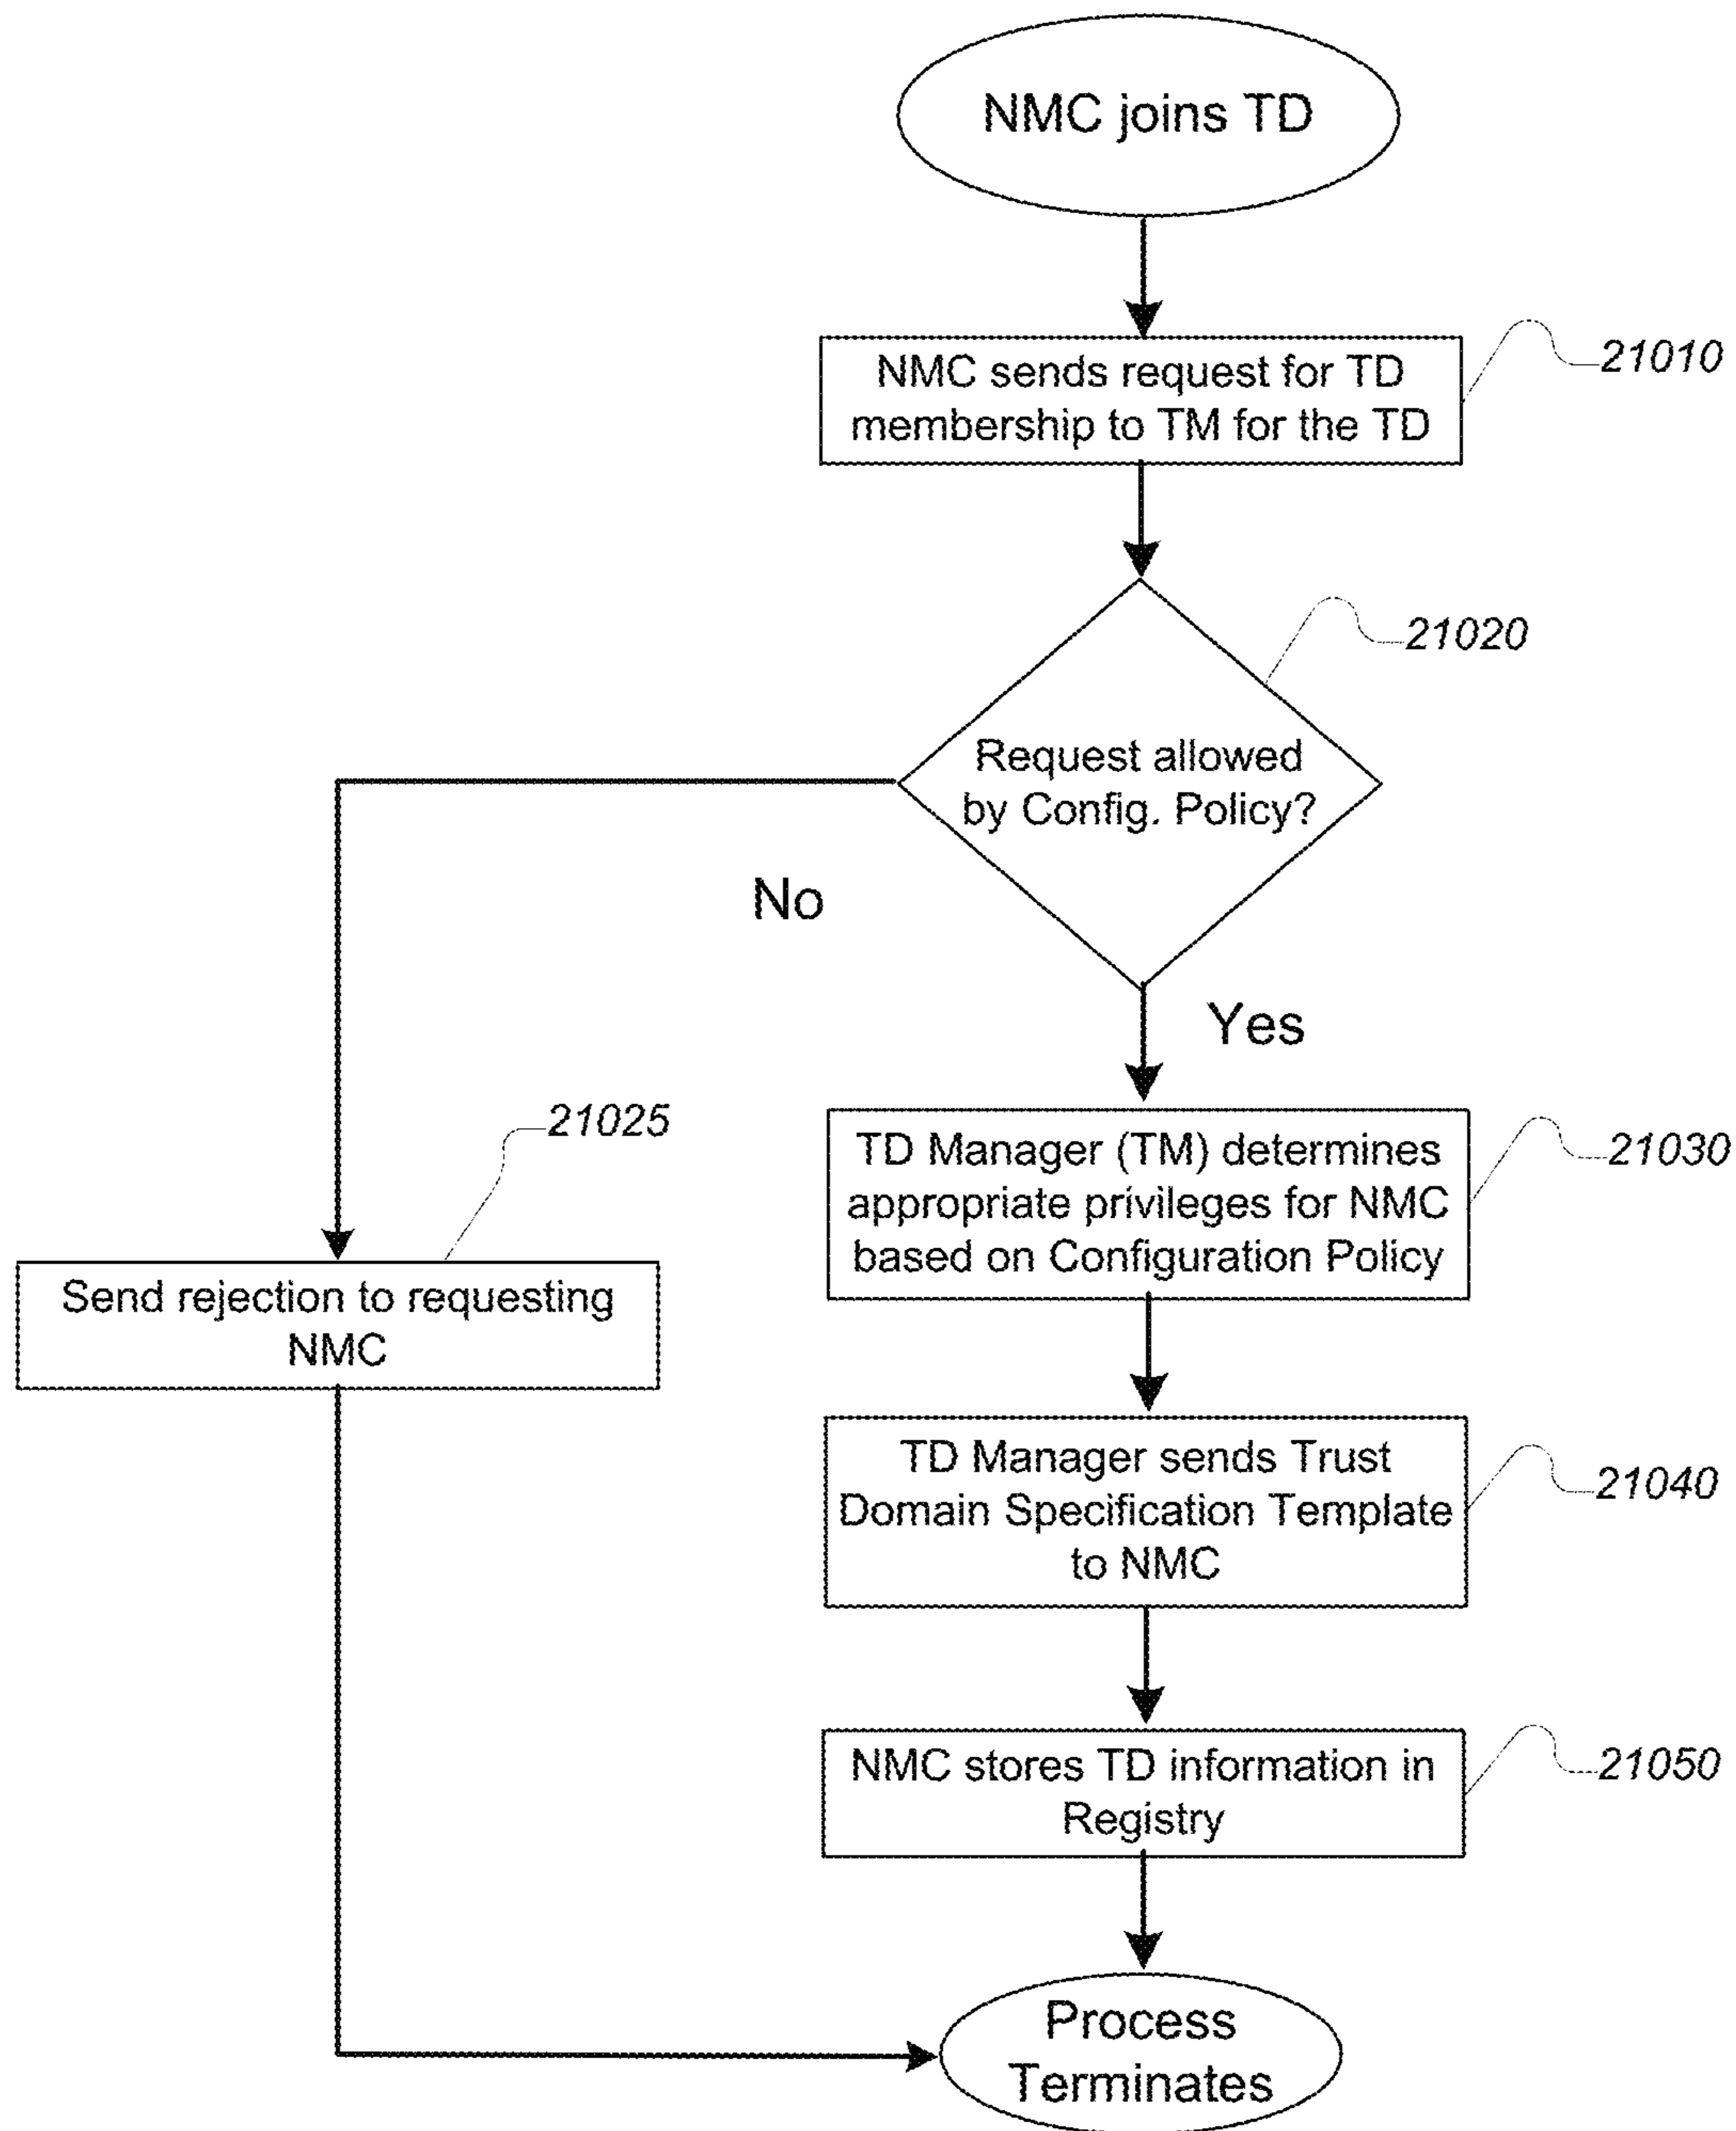 NMC joins TD
NMC sends request for TD
membership to TM for the TD
21010
21020
Request allowed
by Config. Policy?
No
Yes
21025
Send rejection to requesting
NMC
TD Manager (TM) determines
appropriate privileges for NMC
based on Configuration Policy
21030
TD Manager sends Trust
Domain Specification Template
to NMC
21040
NMC stores TD information in
Registry
21050
Process
Terminates